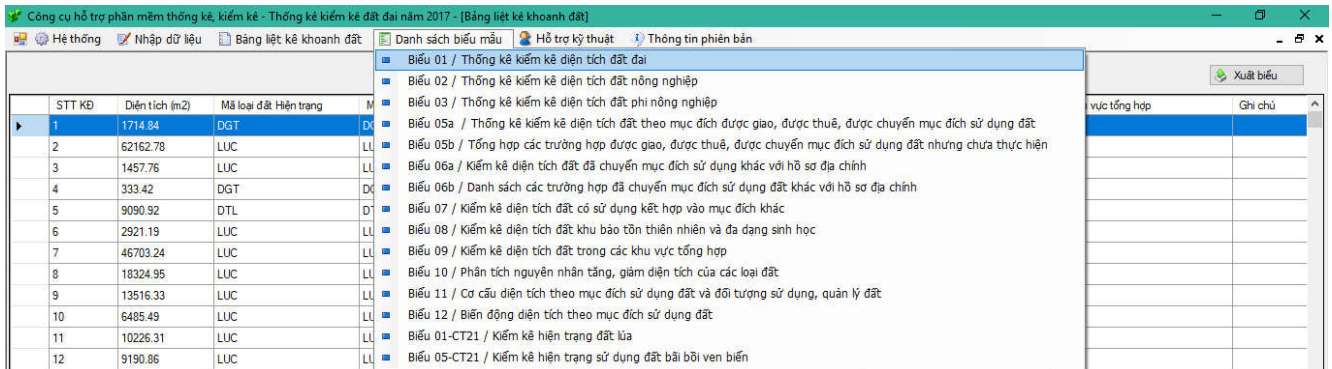 Công cụ hỗ trợ phần mềm thống kê, kiểm kê - Thống kê kiểm kê đất đai năm 2017 - [Bảng liệt kê khoanh đất]
Hệ thống Nhập dữ liệu Bảng liệt kê khoanh đất Danh sách biểu mẫu Hỗ trợ kỹ thuật Thông tin phiên bản
Xuất biểu
STT KĐ Diện tích (m2) Mã loại đất Hiện trạng M vực tổng hợp Ghi chú
1 1714.84 DGT DG
2 62162.78 LUC LU
3 1457.76 LUC LU
4 333.42 DGT DG
5 9090.92 DTL DT
6 2921.19 LUC LU
7 46703.24 LUC LU
8 18324.95 LUC LU
9 13516.33 LUC LU
10 6485.49 LUC LU
11 10226.31 LUC LU
12 9190.86 LUC LU
Biểu 01 / Thống kê kiểm kê diện tích đất đai
Biểu 02 / Thống kê kiểm kê diện tích đất nông nghiệp
Biểu 03 / Thống kê kiểm kê diện tích đất phi nông nghiệp
Biểu 05a / Thống kê kiểm kê diện tích đất theo mục đích được giao, được thuê, được chuyển mục đích sử dụng đất
Biểu 05b / Tổng hợp các trường hợp được giao, được thuê, được chuyển mục đích sử dụng đất nhưng chưa thực hiện
Biểu 06a / Kiểm kê diện tích đất đã chuyển mục đích sử dụng khác với hồ sơ địa chính
Biểu 06b / Danh sách các trường hợp đã chuyển mục đích sử dụng đất khác với hồ sơ địa chính
Biểu 07 / Kiểm kê diện tích đất có sử dụng kết hợp vào mục đích khác
Biểu 08 / Kiểm kê diện tích đất khu bảo tồn thiên nhiên và đa dạng sinh học
Biểu 09 / Kiểm kê diện tích đất trong các khu vực tổng hợp
Biểu 10 / Phân tích nguyên nhân tăng, giảm diện tích của các loại đất
Biểu 11 / Cơ cấu diện tích theo mục đích sử dụng đất và đối tượng sử dụng, quản lý đất
Biểu 12 / Biến động diện tích theo mục đích sử dụng đất
Biểu 01-CT21 / Kiểm kê hiện trạng đất lúa
Biểu 05-CT21 / Kiểm kê hiện trạng sử dụng đất bãi bồi ven biển